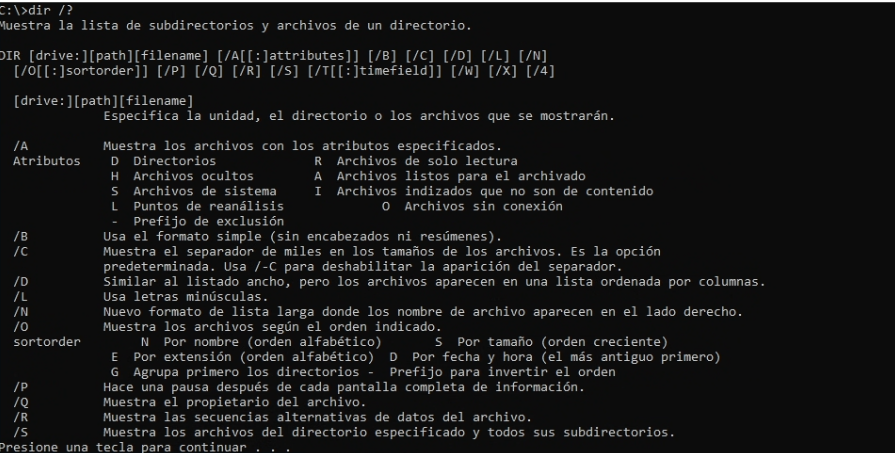 C:\>dir /?
Muestra la lista de subdirectorios y archivos de un directorio.
DIR [drive:][path][filename] [/A[[:]attributes]] [/B] [/C] [/D] [/L] [/N]
[/O[[:]sortorder]] [/P] [/Q] [/R] [/S] [/T[[:]timefield]] [/W] [/X] [/4]
[drive:][path][filename]
Especifica la unidad, el directorio o los archivos que se mostrarán.
/A Muestra los archivos con los atributos especificados.
Atributos D Directorios R Archivos de solo lectura
H Archivos ocultos A Archivos listos para el archivado
S Archivos de sistema I Archivos indizados que no son de contenido
L Puntos de reanálisis O Archivos sin conexión
- Prefijo de exclusión
/B Usa el formato simple (sin encabezados ni resúmenes).
/C Muestra el separador de miles en los tamaños de los archivos. Es la opción
predeterminada. Usa /-C para deshabilitar la aparición del separador.
/D Similar al listado ancho, pero los archivos aparecen en una lista ordenada por columnas.
/L Usa letras minúsculas.
/N Nuevo formato de lista larga donde los nombre de archivo aparecen en el lado derecho.
/O Muestra los archivos según el orden indicado.
sortorder N Por nombre (orden alfabético) S Por tamaño (orden creciente)
E Por extensión (orden alfabético) D Por fecha y hora (el más antiguo primero)
G Agrupa primero los directorios - Prefijo para invertir el orden
/P Hace una pausa después de cada pantalla completa de información.
/Q Muestra el propietario del archivo.
/R Muestra las secuencias alternativas de datos del archivo.
/S Muestra los archivos del directorio especificado y todos sus subdirectorios.
Presione una tecla para continuar . . .